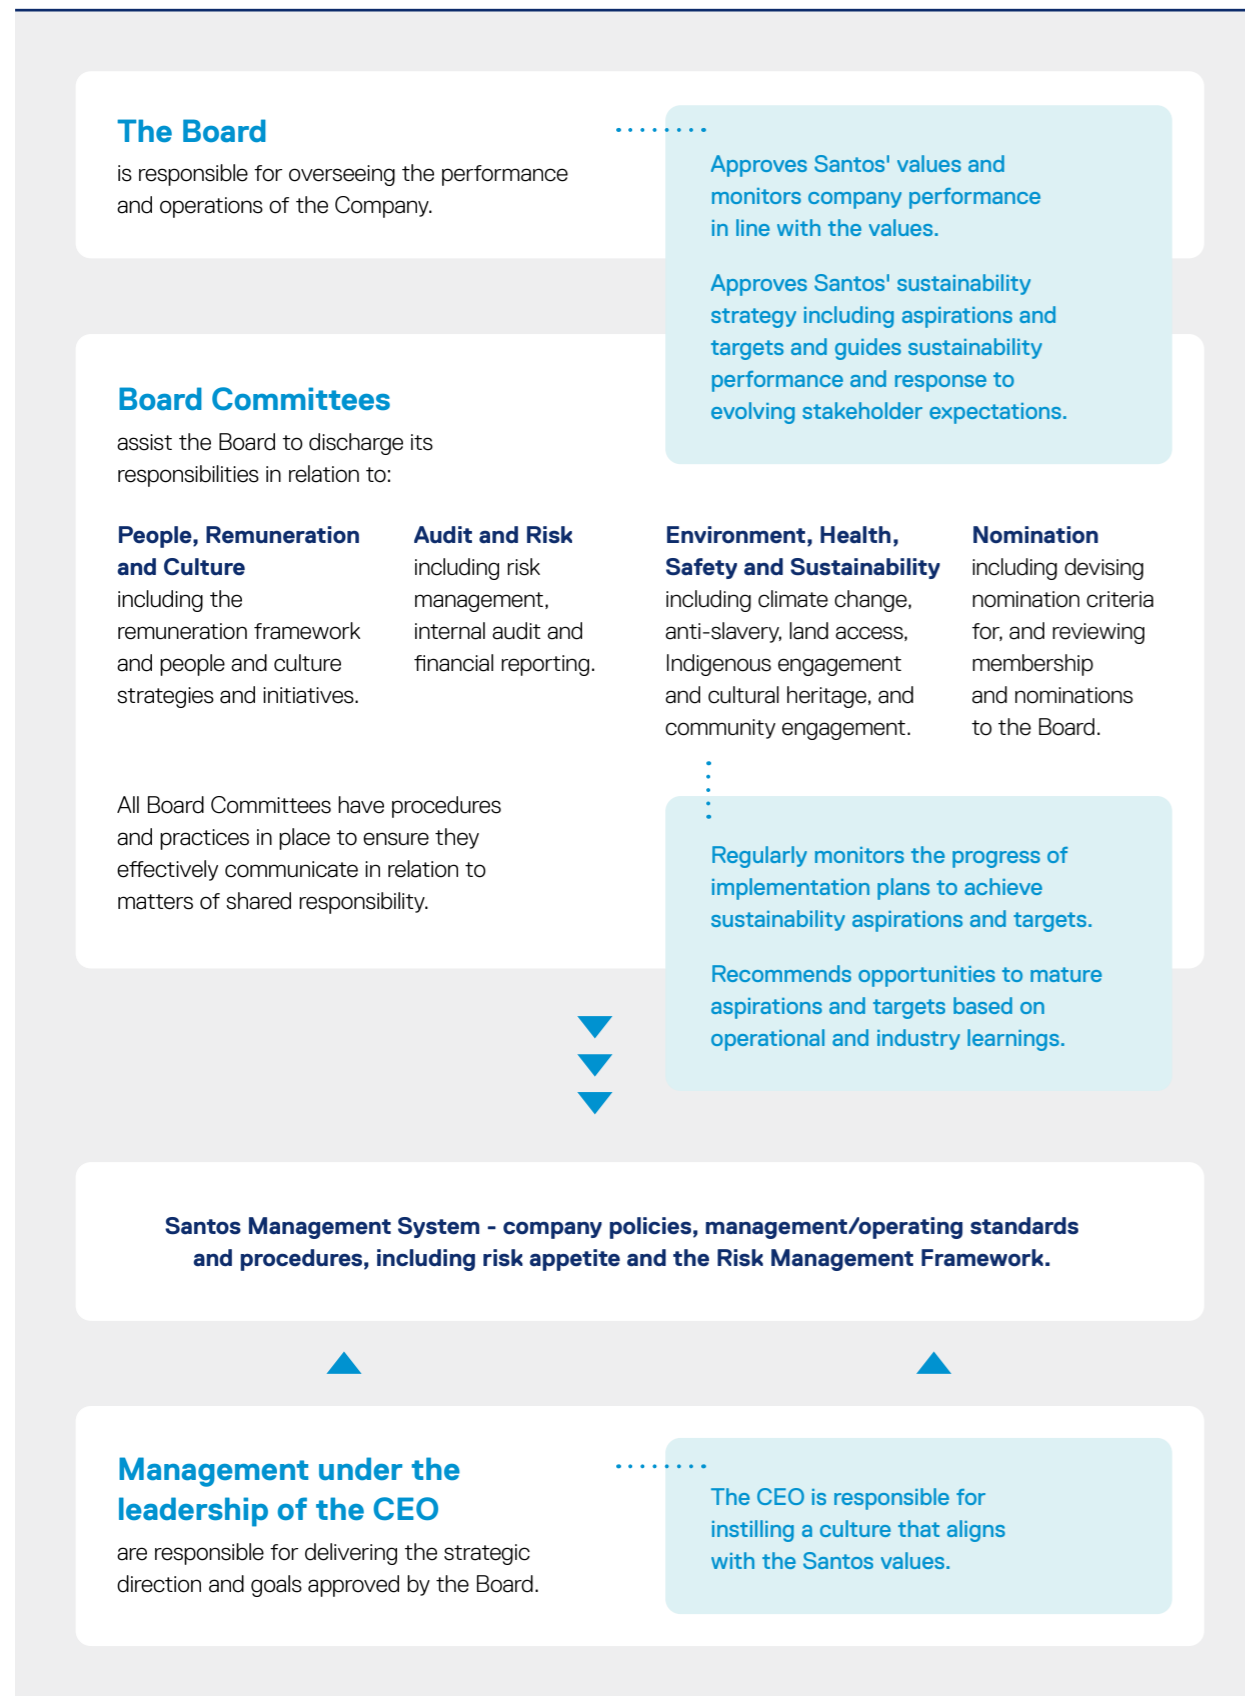 The Board
is responsible for overseeing the performance
and operations of the Company.
Approves Santos' values and
monitors company performance
in line with the values.
Approves Santos' sustainability
strategy including aspirations and
targets and guides sustainability
performance and response to
evolving stakeholder expectations.
Board Committees
assist the Board to discharge its
responsibilities in relation to:
People, Remuneration
and Culture
including the
remuneration framework
and people and culture
strategies and initiatives.
Audit and Risk
including risk
management,
internal audit and
financial reporting.
Environment, Health,
Safety and Sustainability
including climate change,
anti-slavery, land access,
Indigenous engagement
and cultural heritage, and
community engagement.
Nomination
including devising
nomination criteria
for, and reviewing
membership
and nominations
to the Board.
All Board Committees have procedures
and practices in place to ensure they
effectively communicate in relation to
matters of shared responsibility.
Regularly monitors the progress of
implementation plans to achieve
sustainability aspirations and targets.
Recommends opportunities to mature
aspirations and targets based on
operational and industry learnings.
Santos Management System - company policies, management/operating standards
and procedures, including risk appetite and the Risk Management Framework.
Management under the
leadership of the CEO
are responsible for delivering the strategic
direction and goals approved by the Board.
The CEO is responsible for
instilling a culture that aligns
with the Santos values.